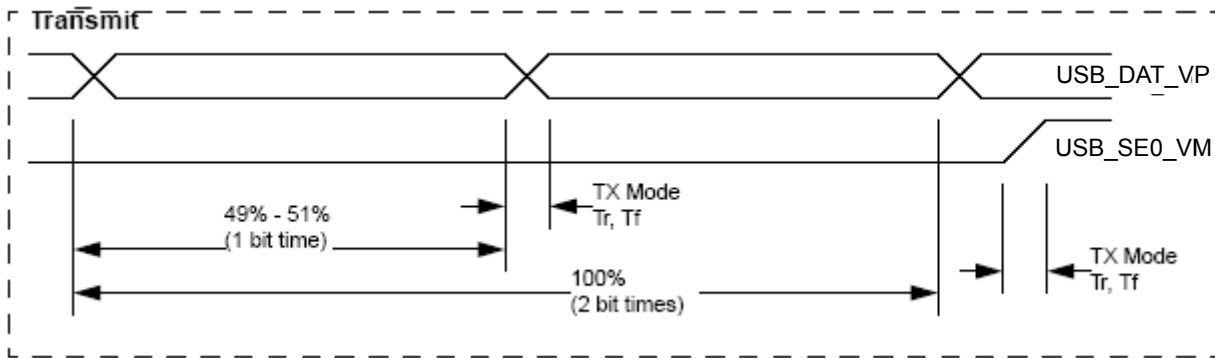 Transmit
USB_DAT_VP
USB_SE0_VM
TX Mode
Tr, Tf
49% - 51%
(1 bit time)
TX Mode
Tr, Tf
100%
(2 bit times)